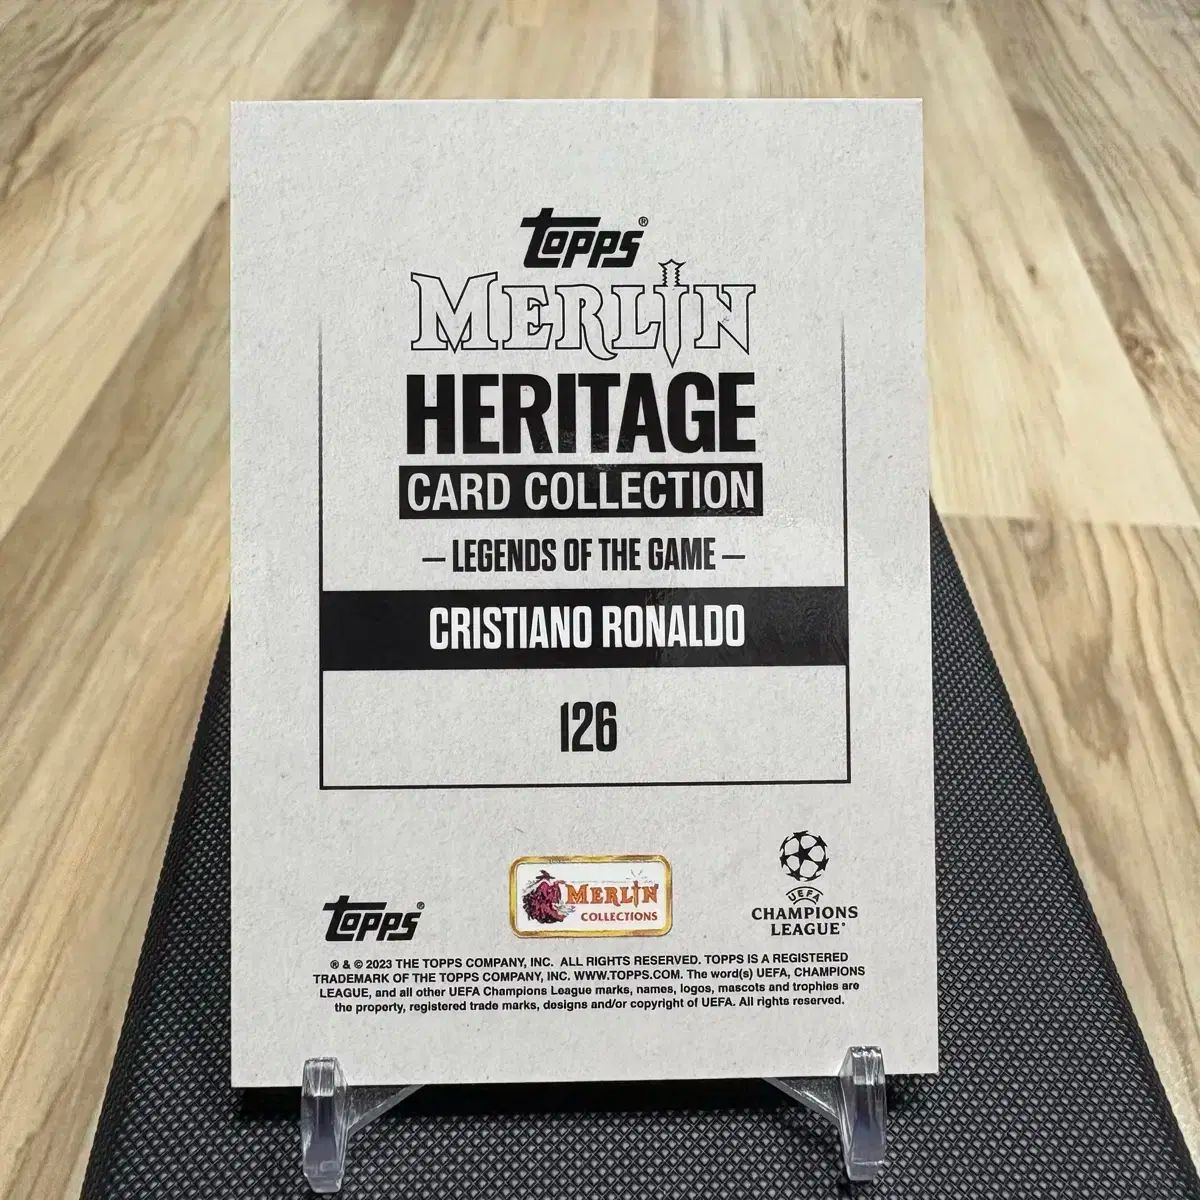 Topps®
MERLIN
HERITAGE
CARD COLLECTION
– LEGENDS OF THE GAME –
CRISTIANO RONALDO
126
Topps®
MERLIN
COLLECTIONS
UEFA
CHAMPIONS
LEAGUE®
® & © 2023 THE TOPPS COMPANY, INC. ALL RIGHTS RESERVED. TOPPS IS A REGISTERED
TRADEMARK OF THE TOPPS COMPANY, INC. WWW.TOPPS.COM. The word(s) UEFA, CHAMPIONS
LEAGUE, and all other UEFA Champions League marks, names, logos, mascots and trophies are
the property, registered trade marks, designs and/or copyright of UEFA. All rights reserved.